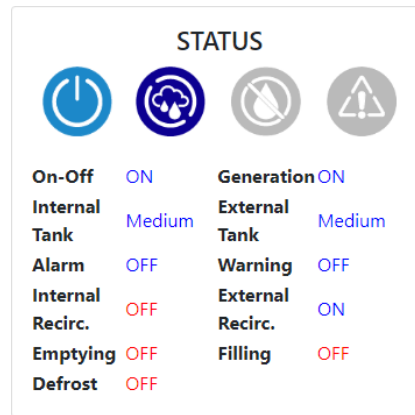 STATUS
On-Off ON Generation ON
Internal Tank Medium External Tank Medium
Alarm OFF Warning OFF
Internal Recirc. OFF External Recirc. ON
Emptying OFF Filling OFF
Defrost OFF